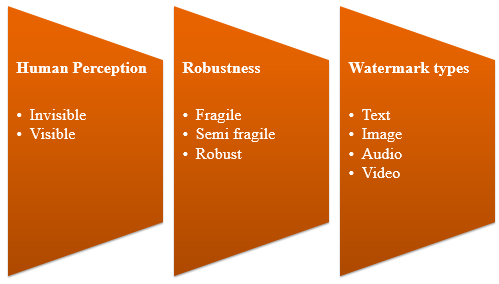 Human Perception
• Invisible
• Visible
Robustness
• Fragile
• Semi fragile
• Robust
Watermark types
• Text
• Image
• Audio
• Video